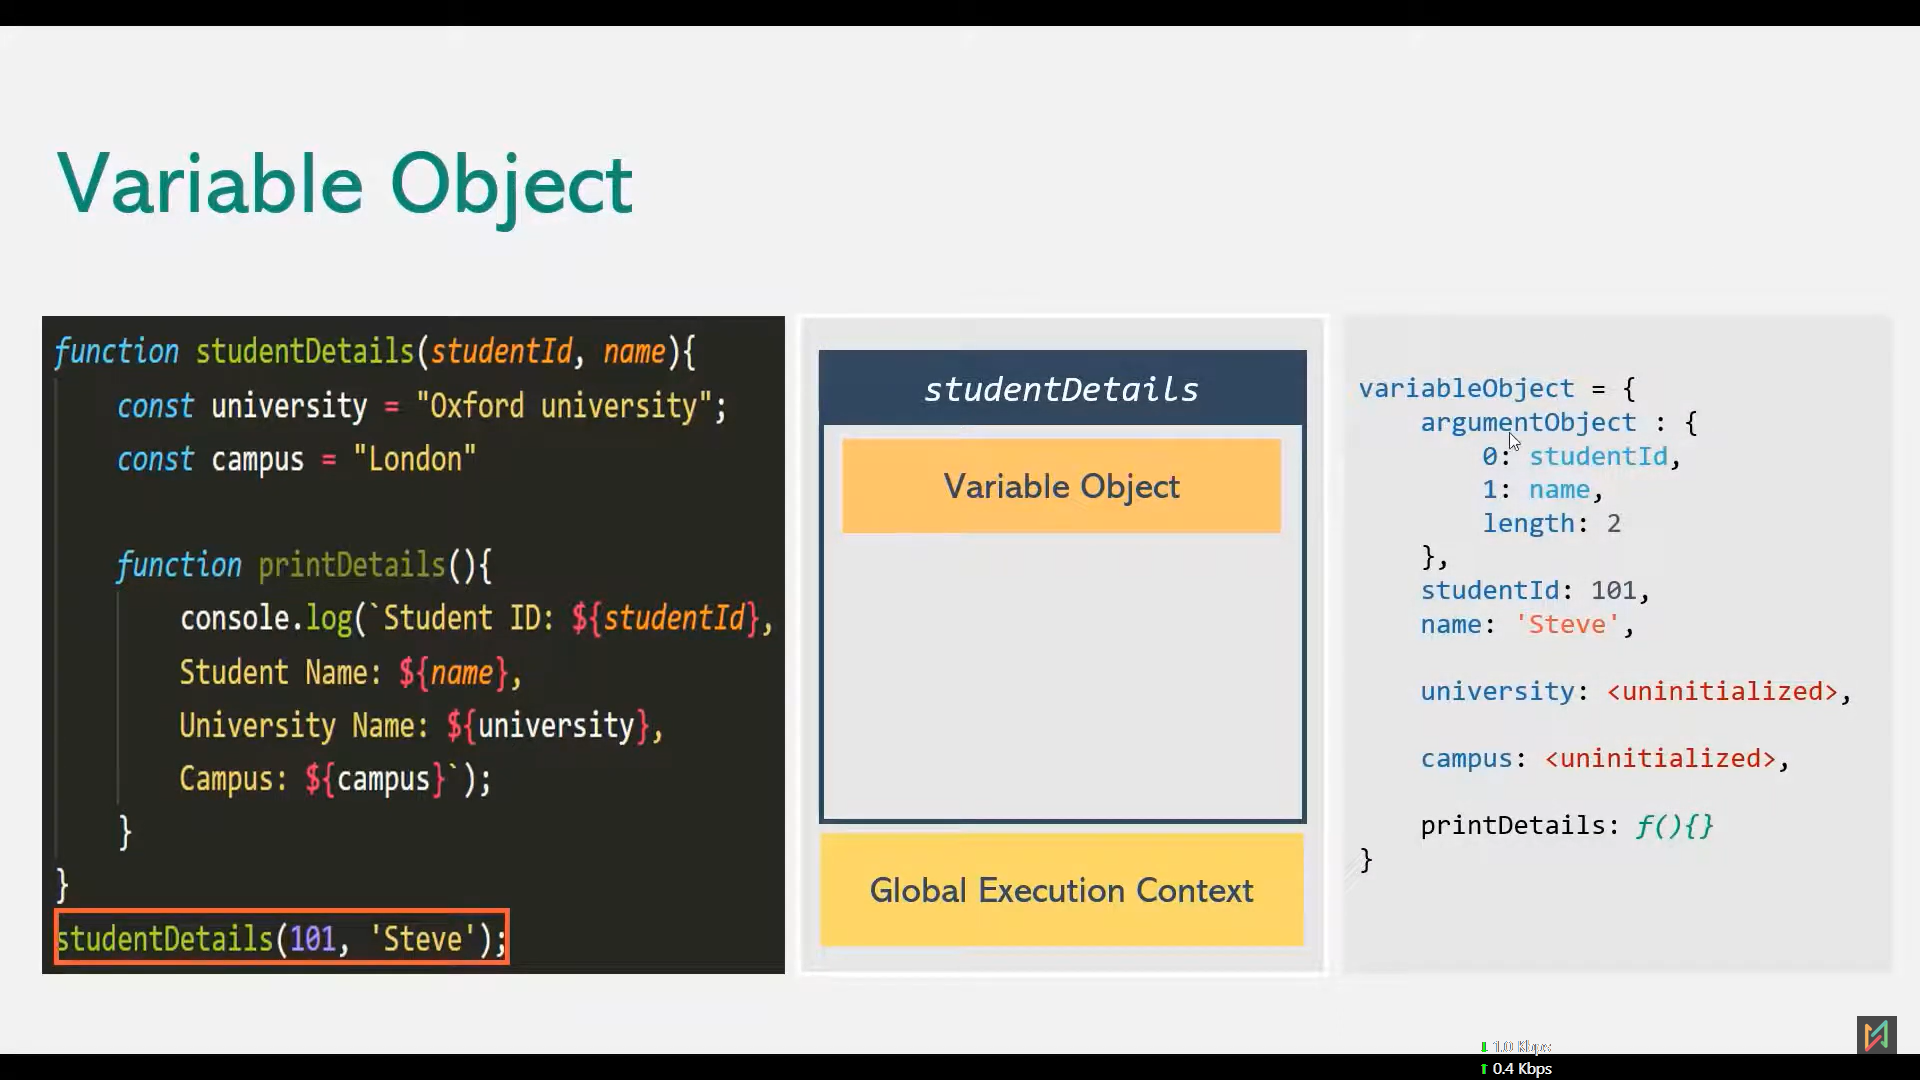 Variable Object
function studentDetails(studentId, name){
const university = "Oxford university";
const campus = "London"
function printDetails(){
console.log(`Student ID: ${studentId},
Student Name: ${name},
University Name: ${university},
Campus: ${campus}`);
}
}
studentDetails(101, 'Steve');
studentDetails
Variable Object
Global Execution Context
variableObject = {
argumentObject : {
0: studentId,
1: name,
length: 2
},
studentId: 101,
name: 'Steve',
university: <uninitialized>,
campus: <uninitialized>,
printDetails: f(){}
}
1.0 Kbps
0.4 Kbps